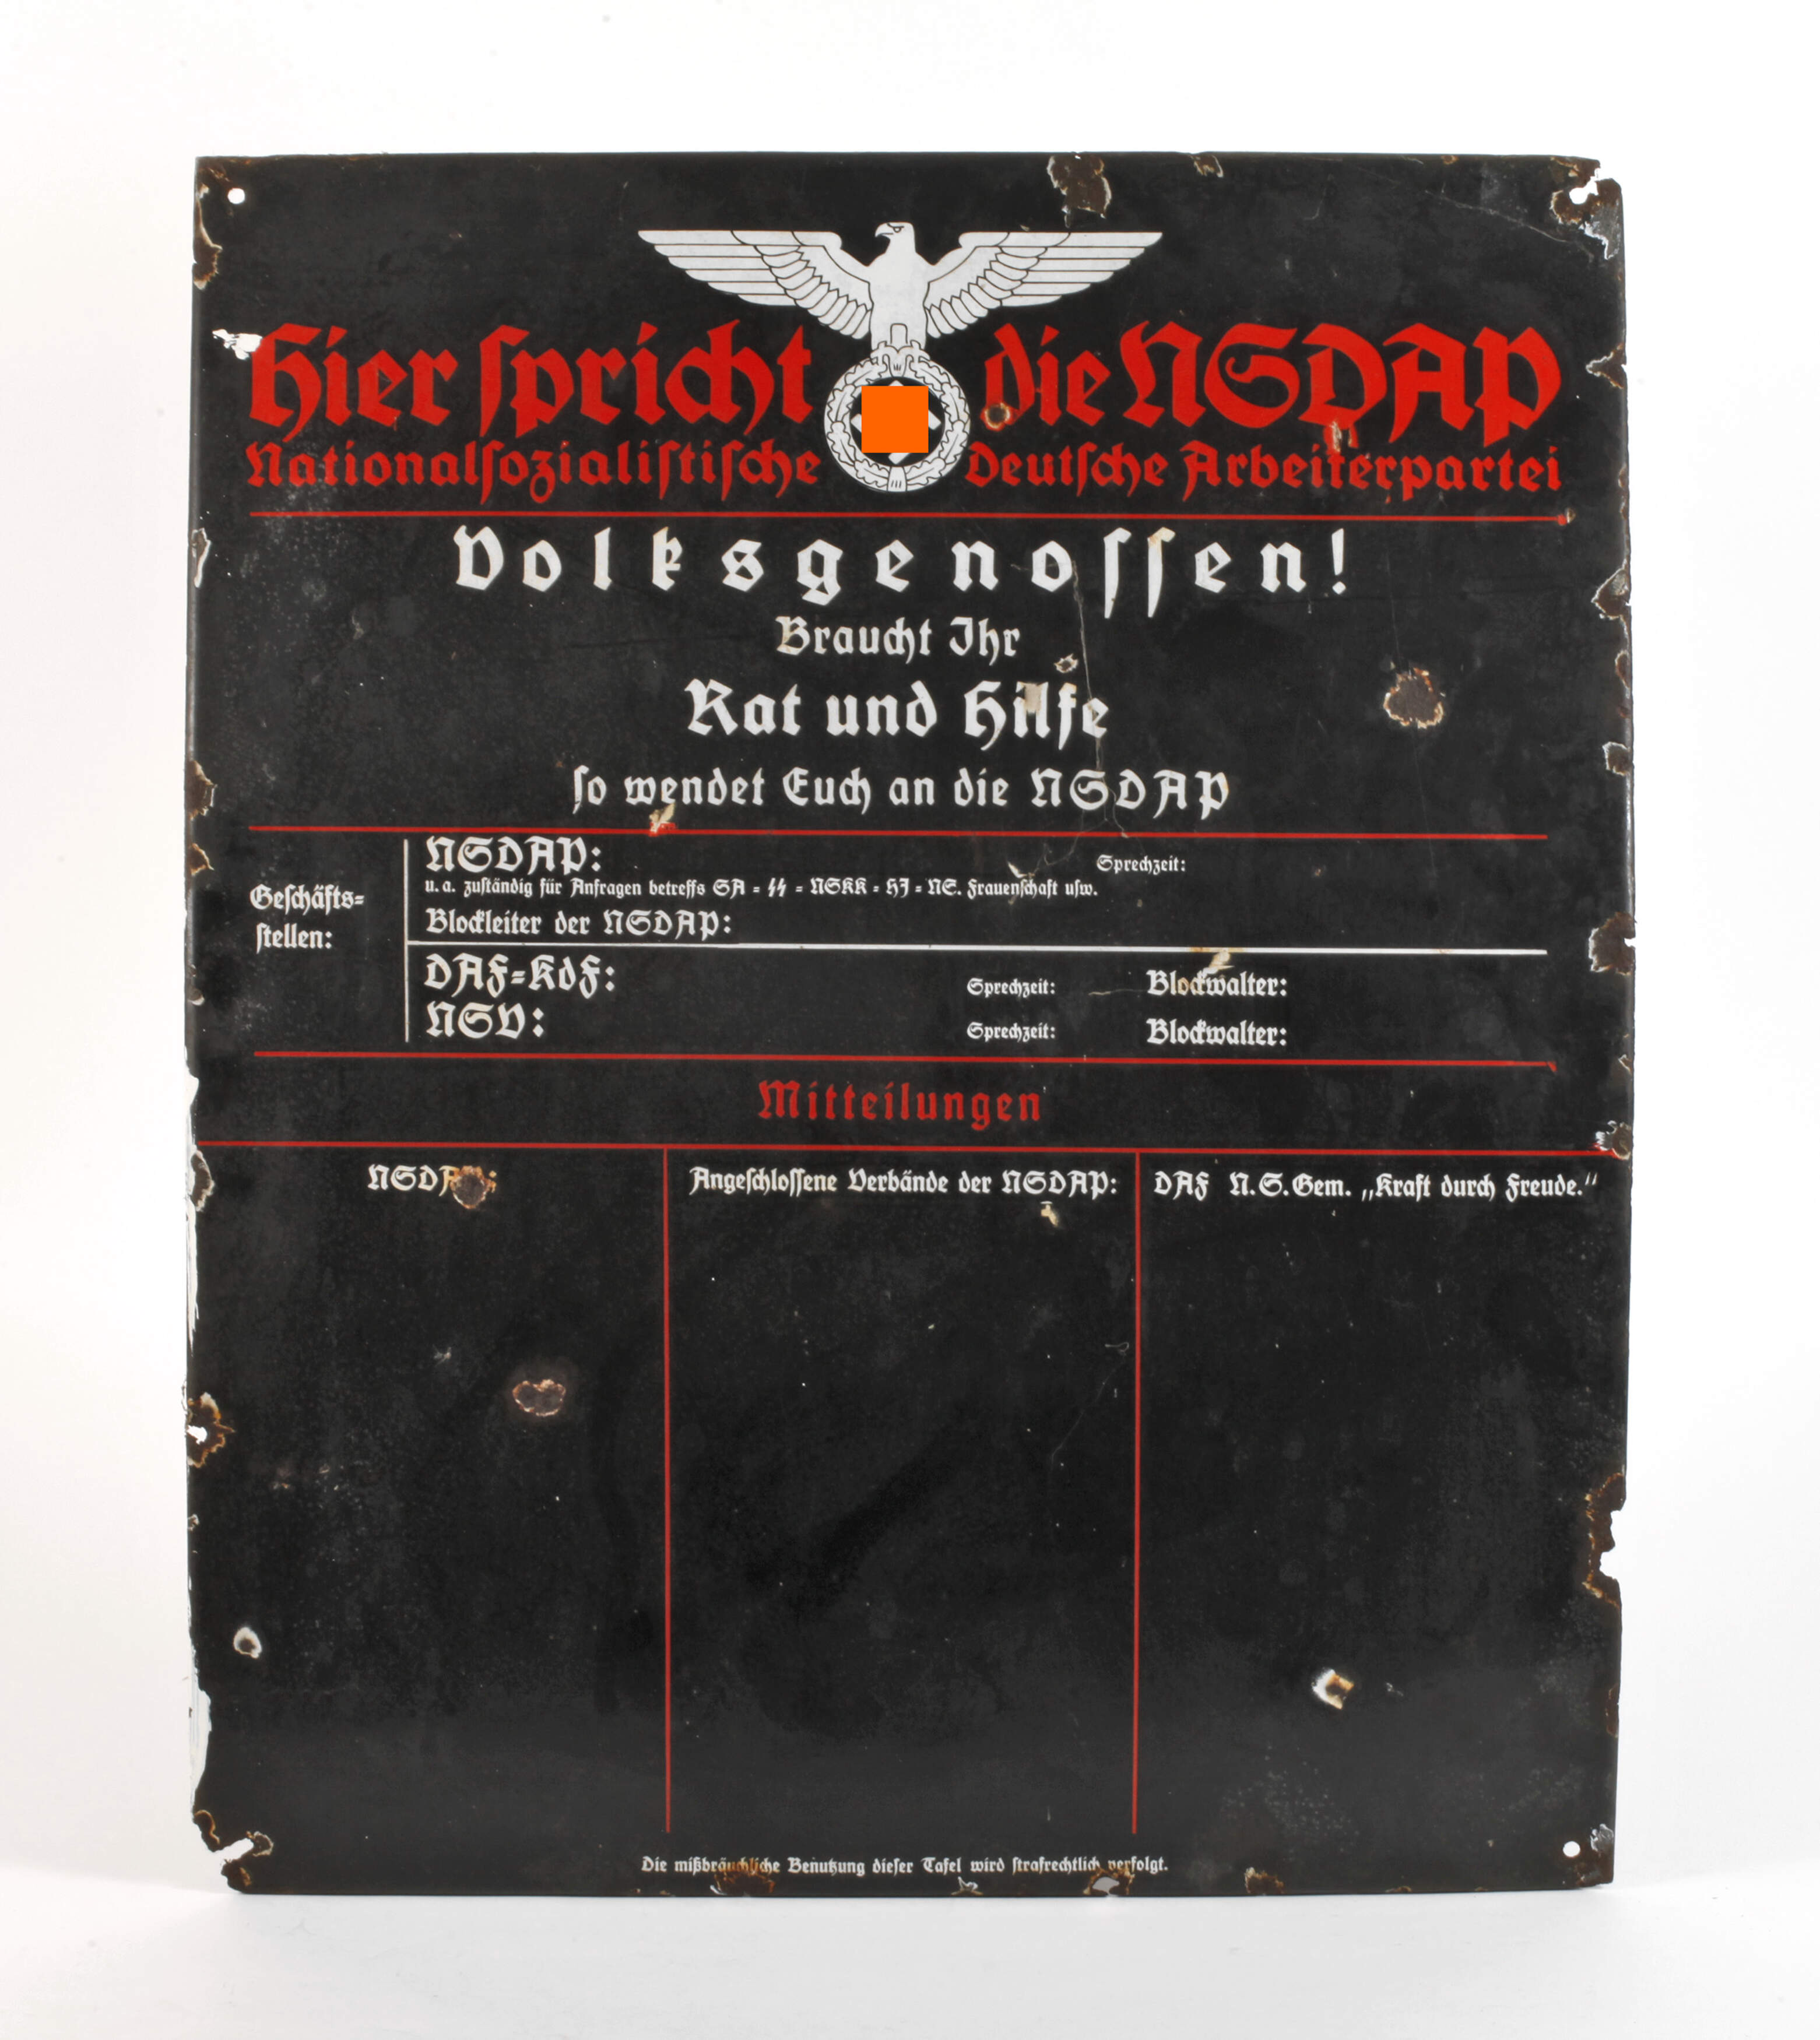 Hier ſpricht die NSDAP
Nationalſozialiſtiſche Deutſche Arbeiterpartei
Volksgenoſſen!
Braucht Ihr
Rat und Hilfe
ſo wendet Euch an die NSDAP
Geſchäfts-
ſtellen:
NSDAP: Sprechzeit:
u. a. zuſtändig für Anfragen betreffs SA - ᛋᛋ - NSKK - HJ - NS. Frauenſchaft uſw.
Blockleiter der NSDAP:
DAF-KdF: Sprechzeit: Blockwalter:
NSV: Sprechzeit: Blockwalter:
Mitteilungen
NSDAP: Angeſchloſſene Verbände der NSDAP: DAF N.S.Gem. „Kraft durch Freude."
Die mißbräuchliche Benutzung dieſer Tafel wird ſtrafrechtlich verfolgt.